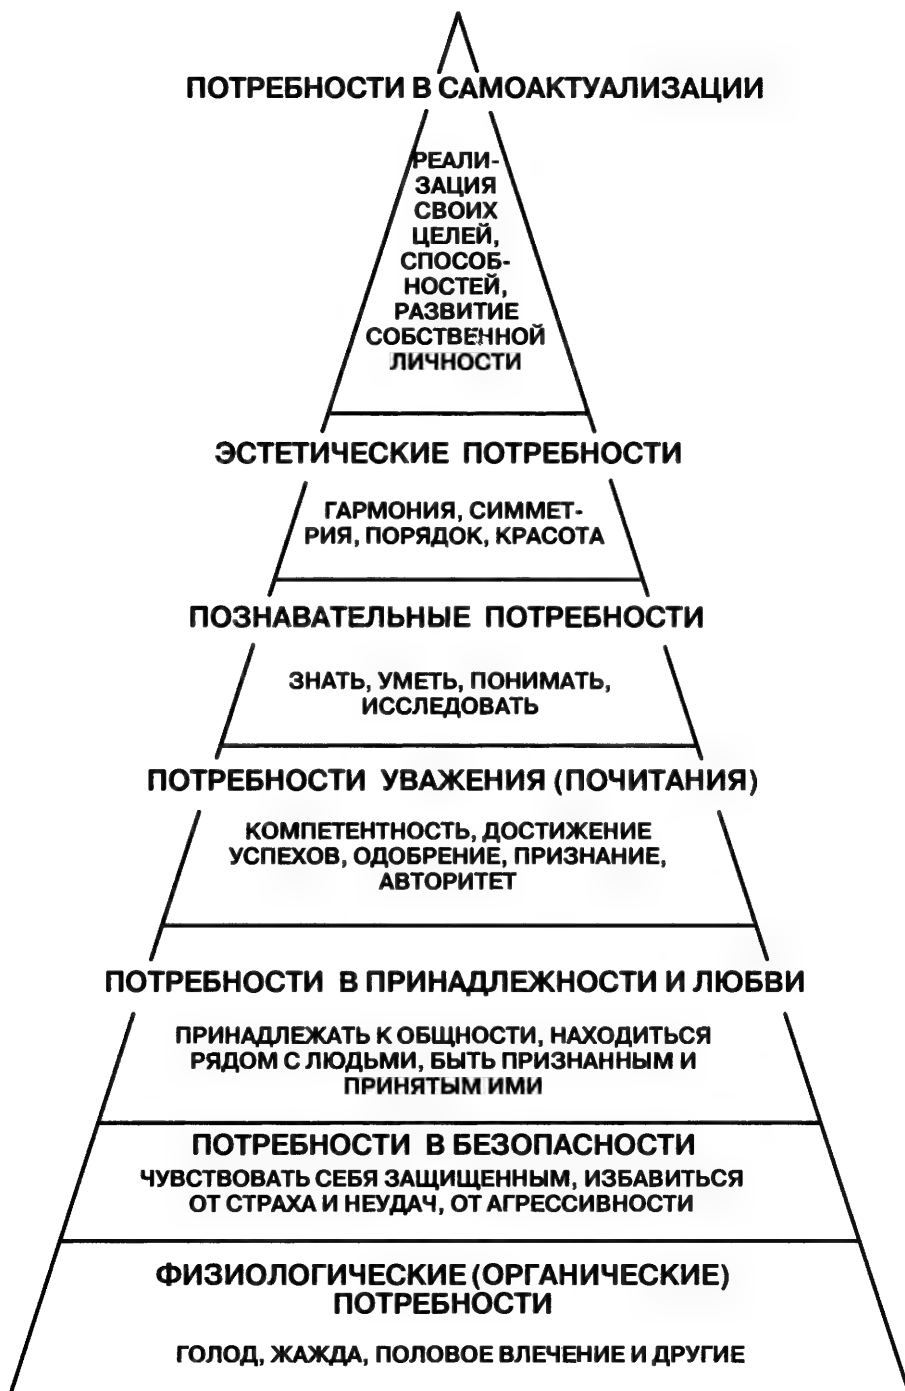 ПОТРЕБНОСТИ В САМОАКТУАЛИЗАЦИИ
РЕАЛИ-
ЗАЦИЯ
СВОИХ
ЦЕЛЕЙ,
СПОСОБ-
НОСТЕЙ,
РАЗВИТИЕ
СОБСТВЕННОЙ
ЛИЧНОСТИ
ЭСТЕТИЧЕСКИЕ ПОТРЕБНОСТИ
ГАРМОНИЯ, СИММЕТ-
РИЯ, ПОРЯДОК, КРАСОТА
ПОЗНАВАТЕЛЬНЫЕ ПОТРЕБНОСТИ
ЗНАТЬ, УМЕТЬ, ПОНИМАТЬ,
ИССЛЕДОВАТЬ
ПОТРЕБНОСТИ УВАЖЕНИЯ (ПОЧИТАНИЯ)
КОМПЕТЕНТНОСТЬ, ДОСТИЖЕНИЕ
УСПЕХОВ, ОДОБРЕНИЕ, ПРИЗНАНИЕ,
АВТОРИТЕТ
ПОТРЕБНОСТИ В ПРИНАДЛЕЖНОСТИ И ЛЮБВИ
ПРИНАДЛЕЖАТЬ К ОБЩНОСТИ, НАХОДИТЬСЯ
РЯДОМ С ЛЮДЬМИ, БЫТЬ ПРИЗНАННЫМ И
ПРИНЯТЫМ ИМИ
ПОТРЕБНОСТИ В БЕЗОПАСНОСТИ
ЧУВСТВОВАТЬ СЕБЯ ЗАЩИЩЕННЫМ, ИЗБАВИТЬСЯ
ОТ СТРАХА И НЕУДАЧ, ОТ АГРЕССИВНОСТИ
ФИЗИОЛОГИЧЕСКИЕ (ОРГАНИЧЕСКИЕ)
ПОТРЕБНОСТИ
ГОЛОД, ЖАЖДА, ПОЛОВОЕ ВЛЕЧЕНИЕ И ДРУГИЕ